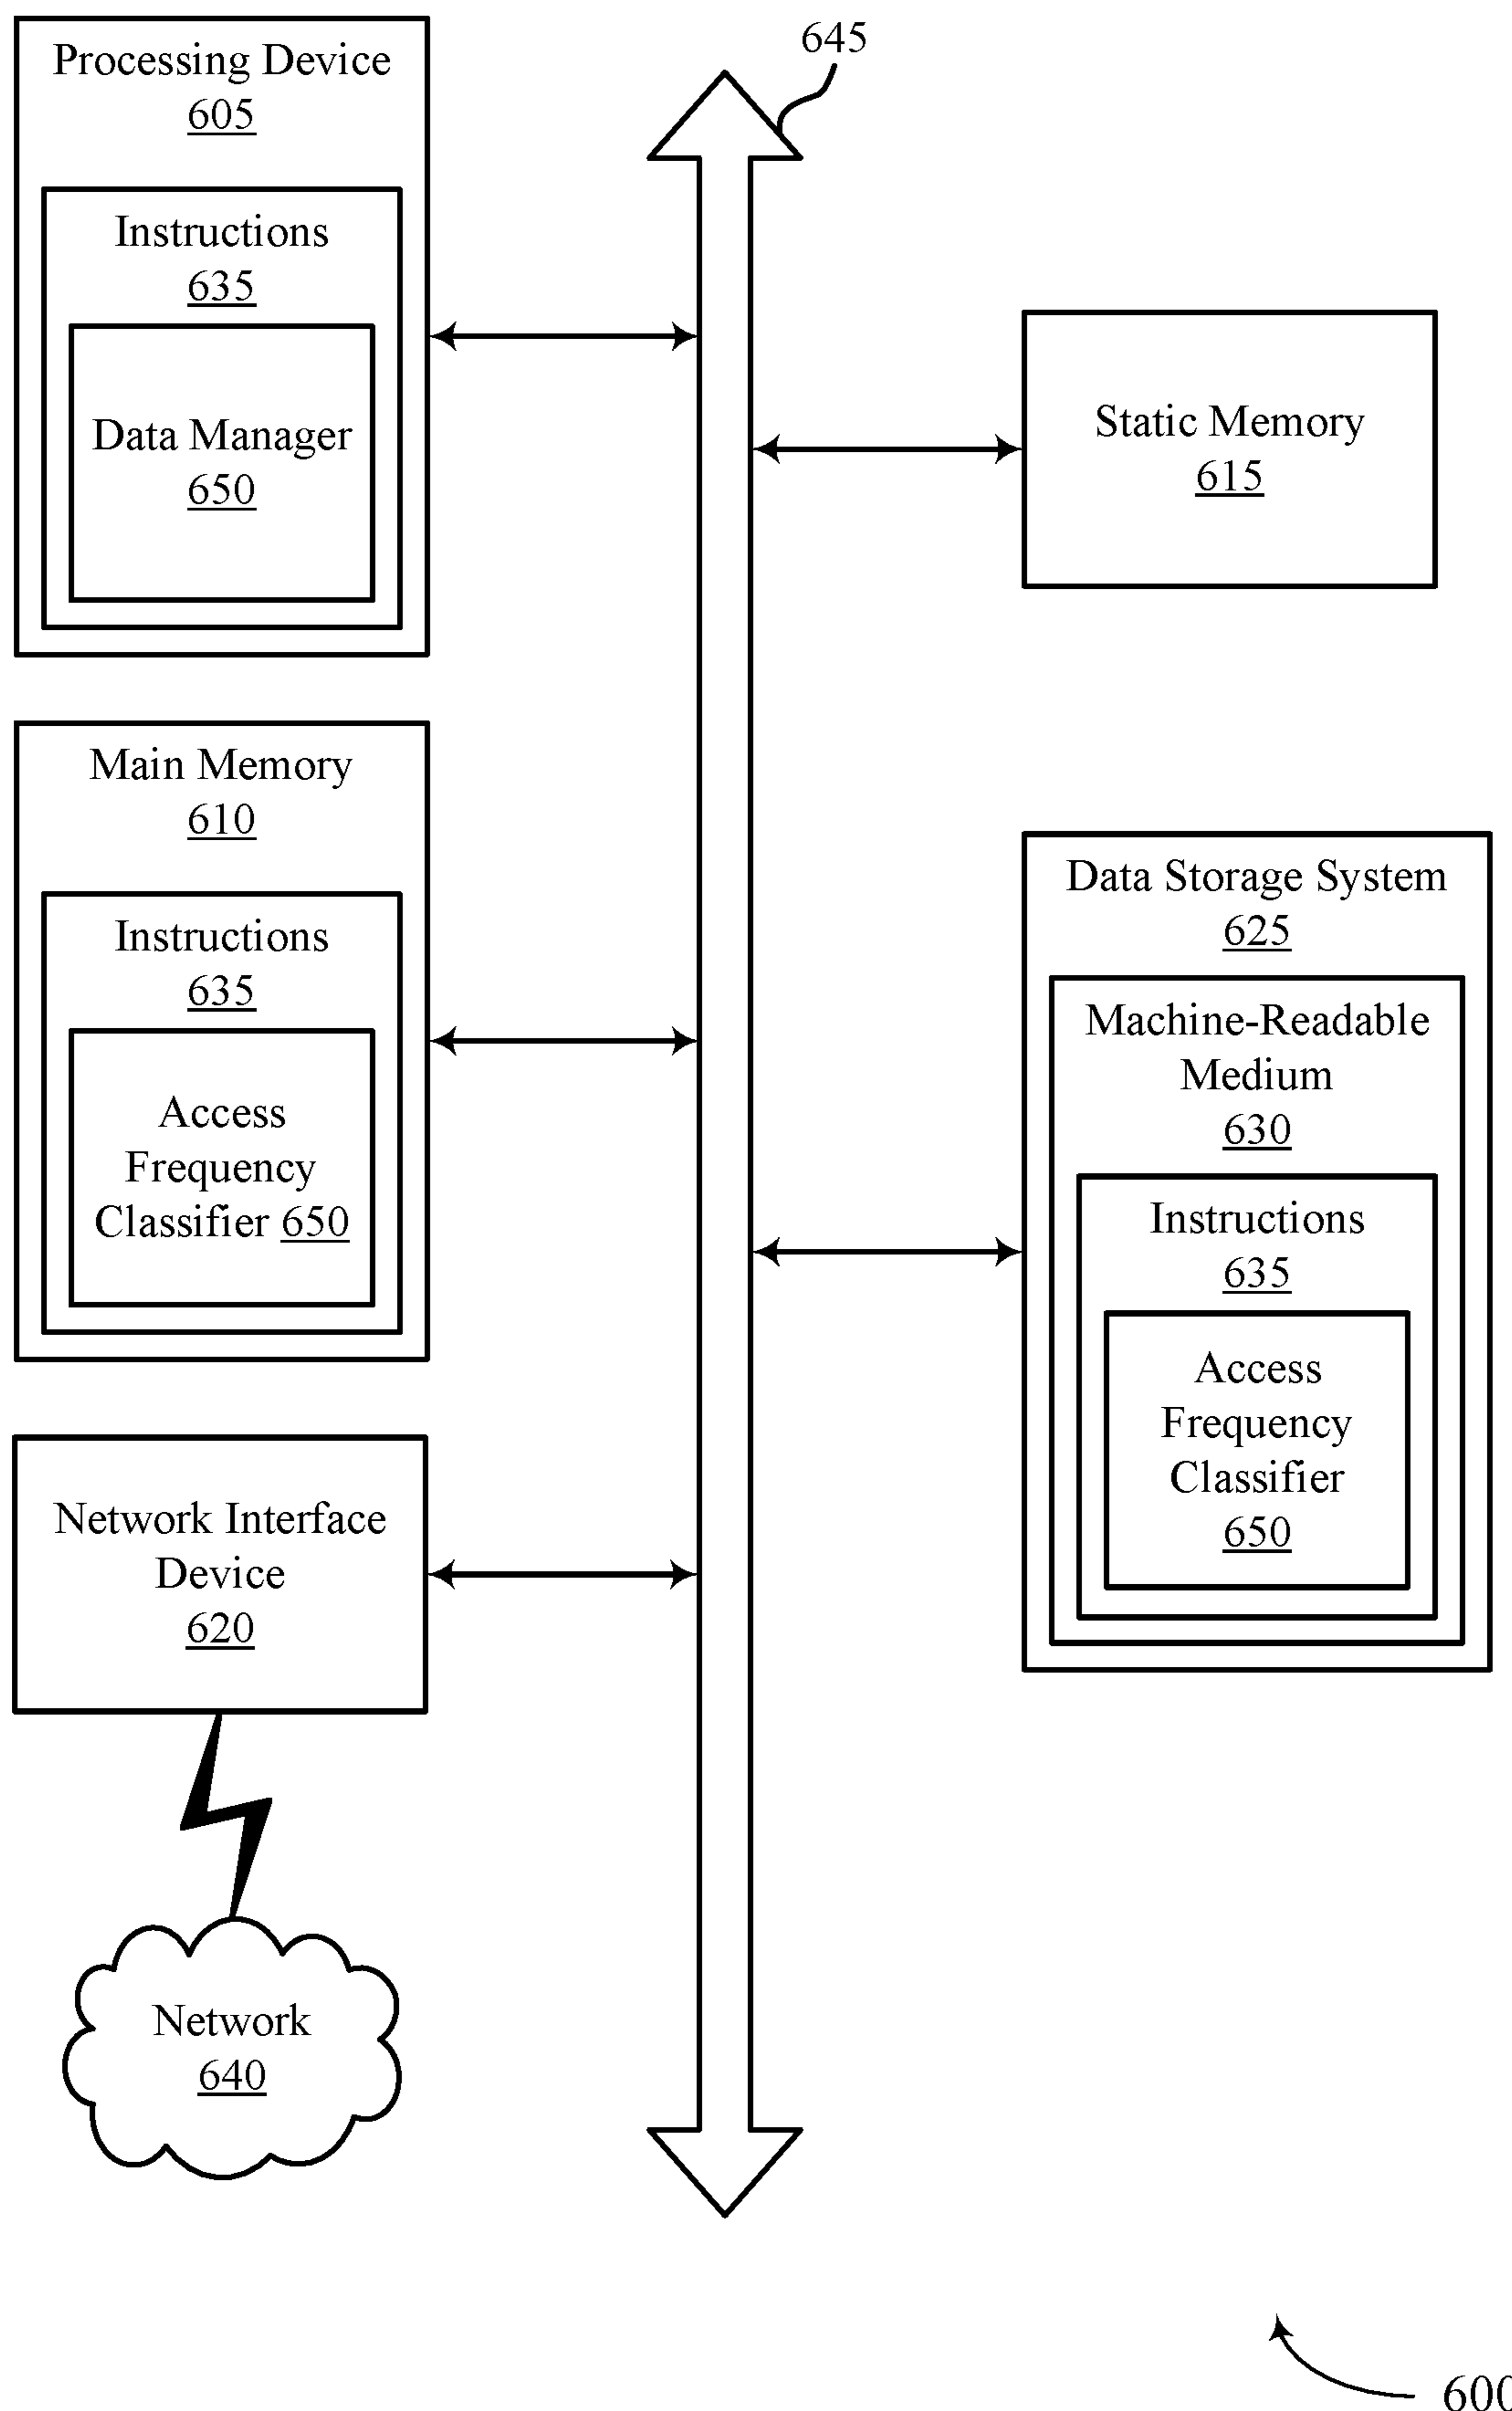 Processing Device
605
Instructions
635
Data Manager
650
645
Static Memory
615
Main Memory
610
Instructions
635
Access
Frequency
Classifier 650
Data Storage System
625
Machine-Readable
Medium
630
Instructions
635
Access
Frequency
Classifier
650
Network Interface
Device
620
Network
640
600